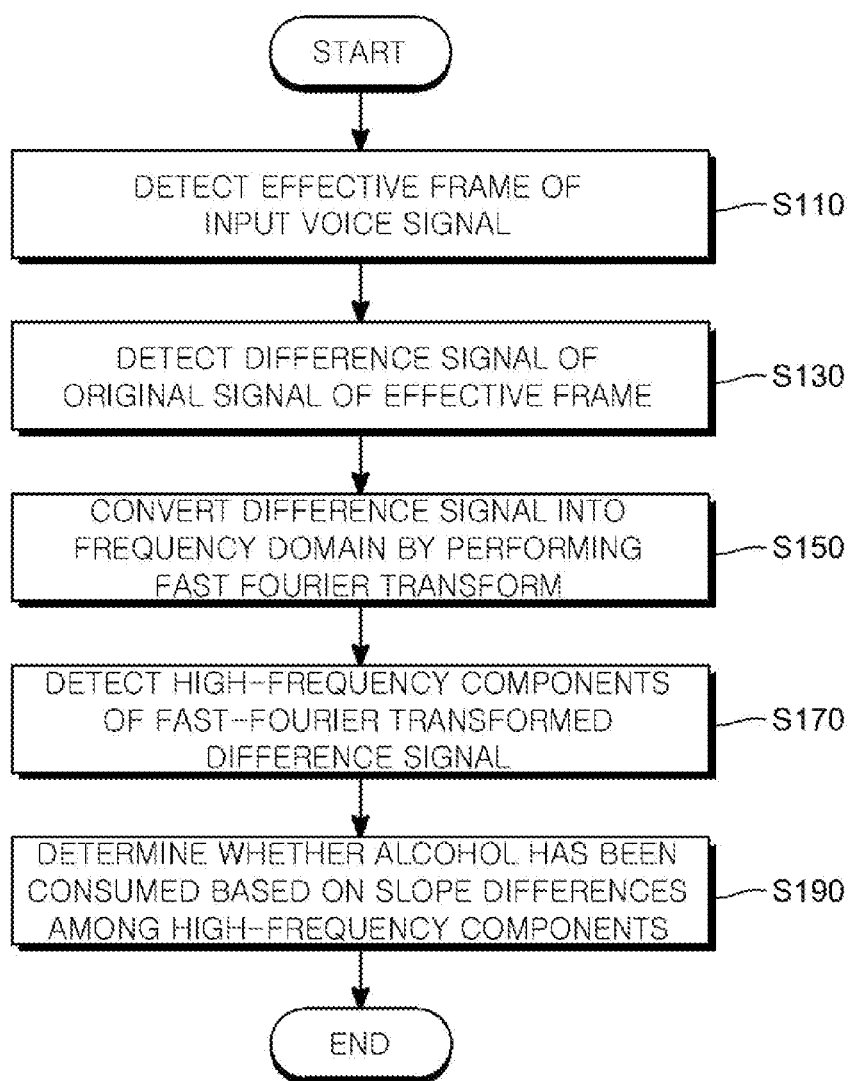 START
DETECT EFFECTIVE FRAME OF
INPUT VOICE SIGNAL
S110
DETECT DIFFERENCE SIGNAL OF
ORIGINAL SIGNAL OF EFFECTIVE FRAME
S130
CONVERT DIFFERENCE SIGNAL INTO
FREQUENCY DOMAIN BY PERFORMING
FAST FOURIER TRANSFORM
S150
DETECT HIGH-FREQUENCY COMPONENTS
OF FAST-FOURIER TRANSFORMED
DIFFERENCE SIGNAL
S170
DETERMINE WHETHER ALCOHOL HAS BEEN
CONSUMED BASED ON SLOPE DIFFERENCES
AMONG HIGH-FREQUENCY COMPONENTS
S190
END